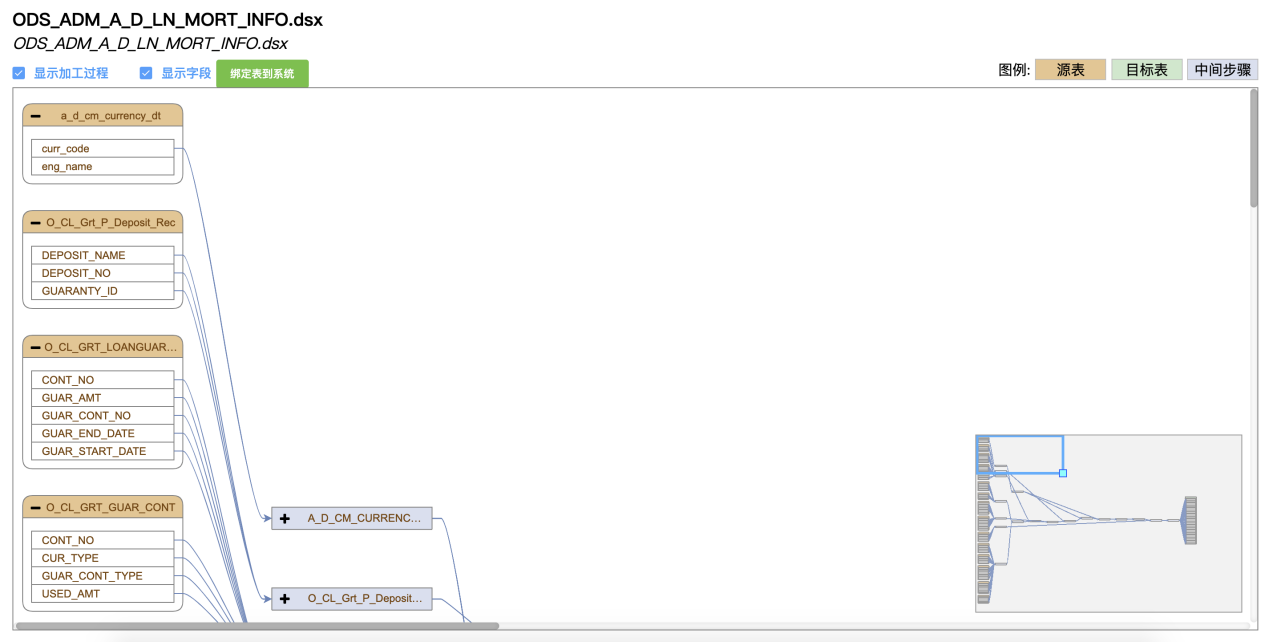 ODS_ADM_A_D_LN_MORT_INFO.dsx
ODS_ADM_A_D_LN_MORT_INFO.dsx
显示加工过程 显示字段 绑定表到系统 图例: 源表 目标表 中间步骤
a_d_cm_currency_dt
curr_code
eng_name
O_CL_Grt_P_Deposit_Rec
DEPOSIT_NAME
DEPOSIT_NO
GUARANTY_ID
O_CL_GRT_LOANGUAR...
CONT_NO
GUAR_AMT
GUAR_CONT_NO
GUAR_END_DATE
GUAR_START_DATE
O_CL_GRT_GUAR_CONT
CONT_NO
CUR_TYPE
GUAR_CONT_TYPE
USED_AMT
A_D_CM_CURRENC...
O_CL_Grt_P_Deposit...